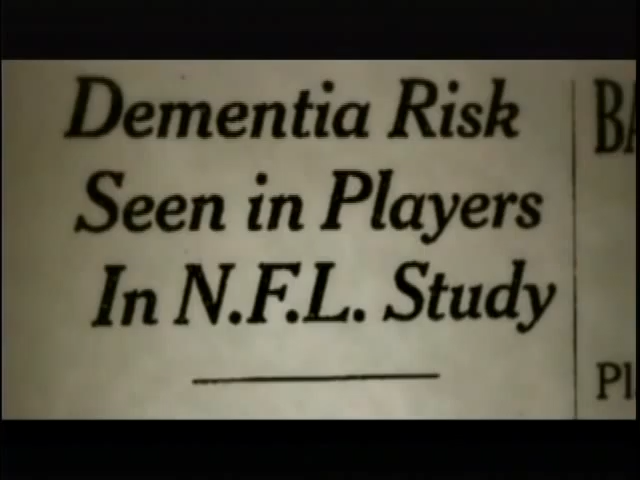 Dementia Risk
Seen in Players
In N.F.L. Study